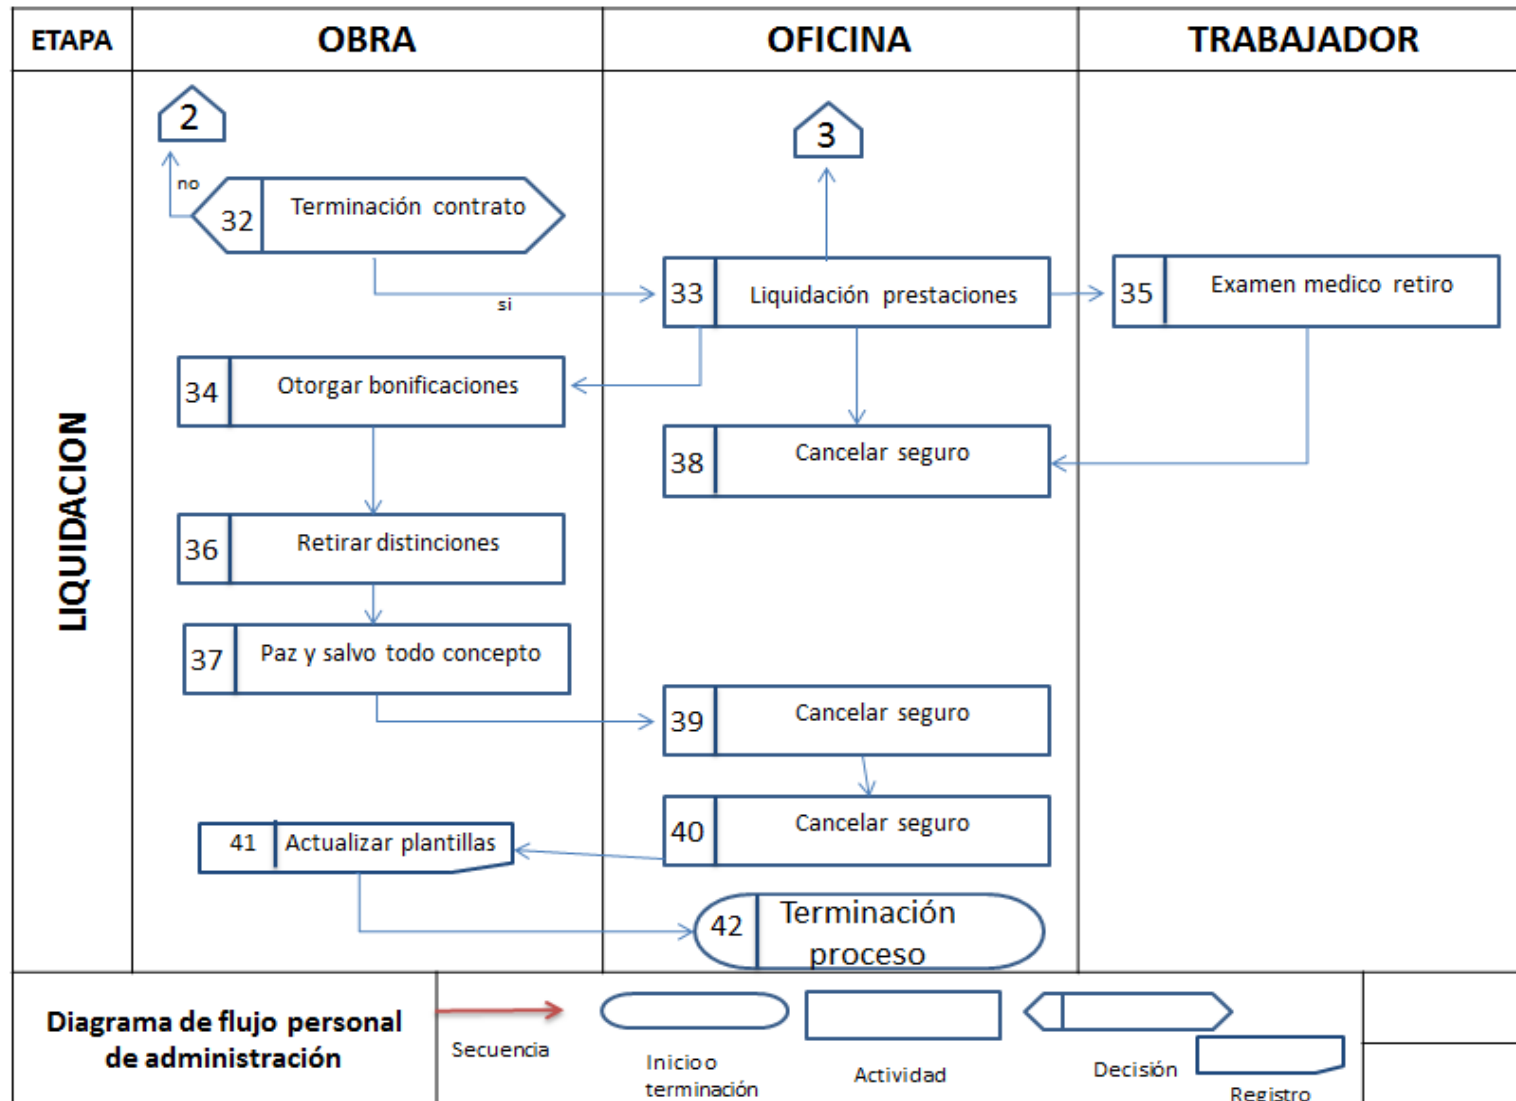 ETAPA
OBRA
OFICINA
TRABAJADOR
LIQUIDACION
2
3
no
32
Terminación contrato
si
33
Liquidación prestaciones
35
Examen medico retiro
34
Otorgar bonificaciones
38
Cancelar seguro
36
Retirar distinciones
37
Paz y salvo todo concepto
39
Cancelar seguro
40
Cancelar seguro
41
Actualizar plantillas
42
Terminación
proceso
Diagrama de flujo personal
de administración
Secuencia
Inicio o
terminación
Actividad
Decisión
Registro